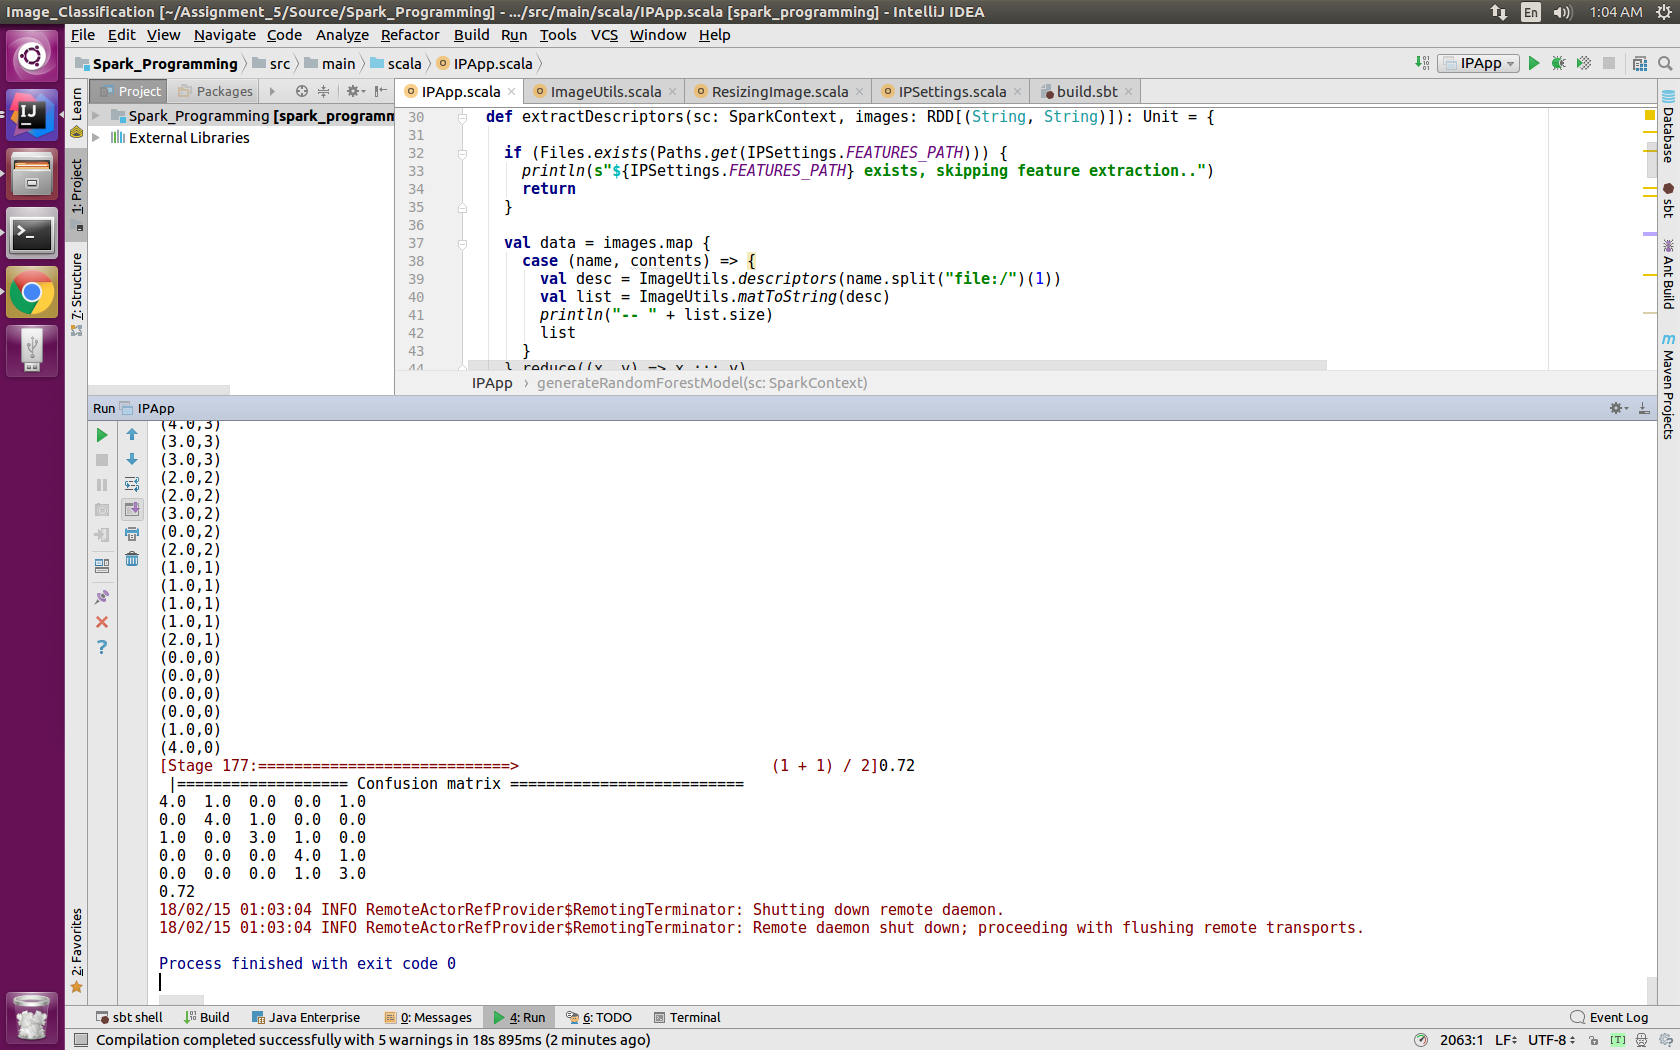 Image_Classification [~/Assignment_5/Source/Spark_Programming] - .../src/main/scala/IPApp.scala [spark_programming] - IntelliJ IDEA
En
1:04 AM
File Edit View Navigate Code Analyze Refactor Build Run Tools VCS Window Help
Spark_Programming src main scala IPApp.scala
IPApp
Learn
1: Project
7: Structure
2: Favorites
Project Packages
Spark_Programming [spark_programm
External Libraries
IPApp.scala ImageUtils.scala ResizingImage.scala IPSettings.scala build.sbt
30 def extractDescriptors(sc: SparkContext, images: RDD[(String, String)]): Unit = {
31
32 if (Files.exists(Paths.get(IPSettings.FEATURES_PATH))) {
33 println(s"${IPSettings.FEATURES_PATH} exists, skipping feature extraction..")
34 return
35 }
36
37 val data = images.map {
38 case (name, contents) => {
39 val desc = ImageUtils.descriptors(name.split("file:/")(1))
40 val list = ImageUtils.matToString(desc)
41 println("-- " + list.size)
42 list
43 }
44 }.reduce((x, y) => x ::: y)
IPApp › generateRandomForestModel(sc: SparkContext)
Database
sbt
Ant Build
m Maven Projects
Run IPApp
(4.0,3)
(3.0,3)
(3.0,3)
(2.0,2)
(2.0,2)
(3.0,2)
(0.0,2)
(2.0,2)
(1.0,1)
(1.0,1)
(1.0,1)
(1.0,1)
(2.0,1)
(0.0,0)
(0.0,0)
(0.0,0)
(0.0,0)
(1.0,0)
(4.0,0)
[Stage 177:============================> (1 + 1) / 2]0.72
|=================== Confusion matrix ==========================
4.0 1.0 0.0 0.0 1.0
0.0 4.0 1.0 0.0 0.0
1.0 0.0 3.0 1.0 0.0
0.0 0.0 0.0 4.0 1.0
0.0 0.0 0.0 1.0 3.0
0.72
18/02/15 01:03:04 INFO RemoteActorRefProvider$RemotingTerminator: Shutting down remote daemon.
18/02/15 01:03:04 INFO RemoteActorRefProvider$RemotingTerminator: Remote daemon shut down; proceeding with flushing remote transports.
Process finished with exit code 0
sbt shell Build Java Enterprise 0: Messages 4: Run 6: TODO Terminal Event Log
Compilation completed successfully with 5 warnings in 18s 895ms (2 minutes ago) 2063:1 LF÷ UTF-8÷ [T]